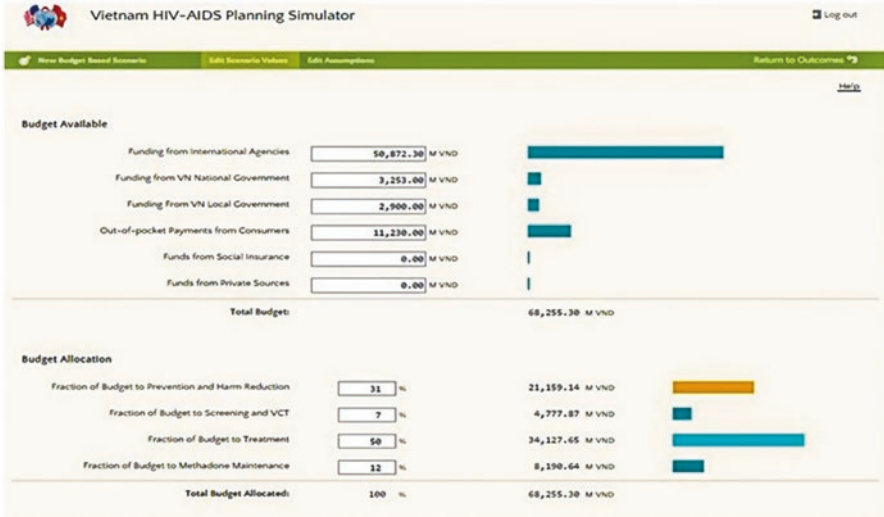 Vietnam HIV-AIDS Planning Simulator
Log out
New Budget Based Scenario Edit Scenario Values Edit Assumptions Return to Outcomes
Help
Budget Available
Funding from International Agencies 50,872.30 M VND
Funding from VN National Government 3,253.00 M VND
Funding From VN Local Government 2,900.00 M VND
Out-of-pocket Payments from Consumers 11,230.00 M VND
Funds from Social Insurance 0.00 M VND
Funds from Private Sources 0.00 M VND
Total Budget: 68,255.30 M VND
Budget Allocation
Fraction of Budget to Prevention and Harm Reduction 31 % 21,159.14 M VND
Fraction of Budget to Screening and VCT 7 % 4,777.87 M VND
Fraction of Budget to Treatment 50 % 34,127.65 M VND
Fraction of Budget to Methadone Maintenance 12 % 8,190.64 M VND
Total Budget Allocated: 100 % 68,255.30 M VND